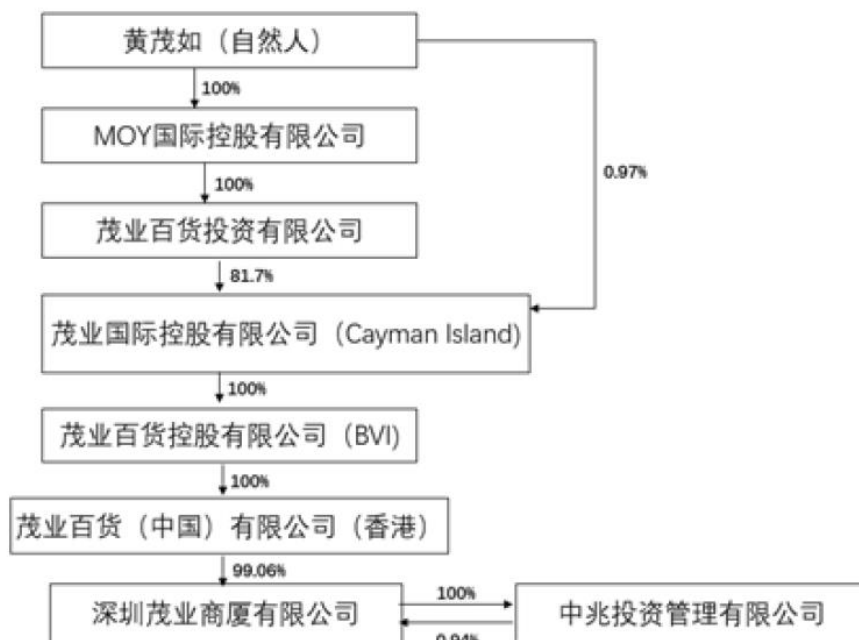 黄茂如（自然人）
100%
MOY国际控股有限公司
0.97%
100%
茂业百货投资有限公司
81.7%
茂业国际控股有限公司（Cayman Island)
100%
茂业百货控股有限公司（BVI)
100%
茂业百货（中国）有限公司（香港）
99.06%
深圳茂业商厦有限公司
100%
中兆投资管理有限公司
0.94%